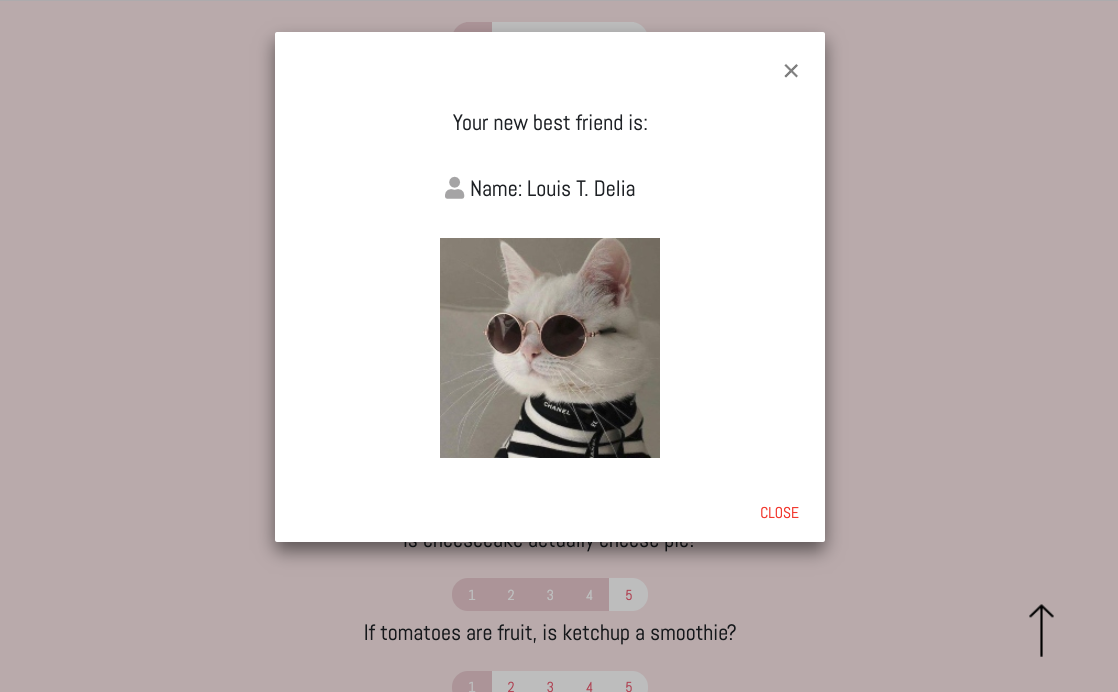 ×
Your new best friend is:
Name: Louis T. Delia
CHANEL
CLOSE
is cheesecake actually cheese pie?
1 2 3 4 5
If tomatoes are fruit, is ketchup a smoothie?
1 2 3 4 5